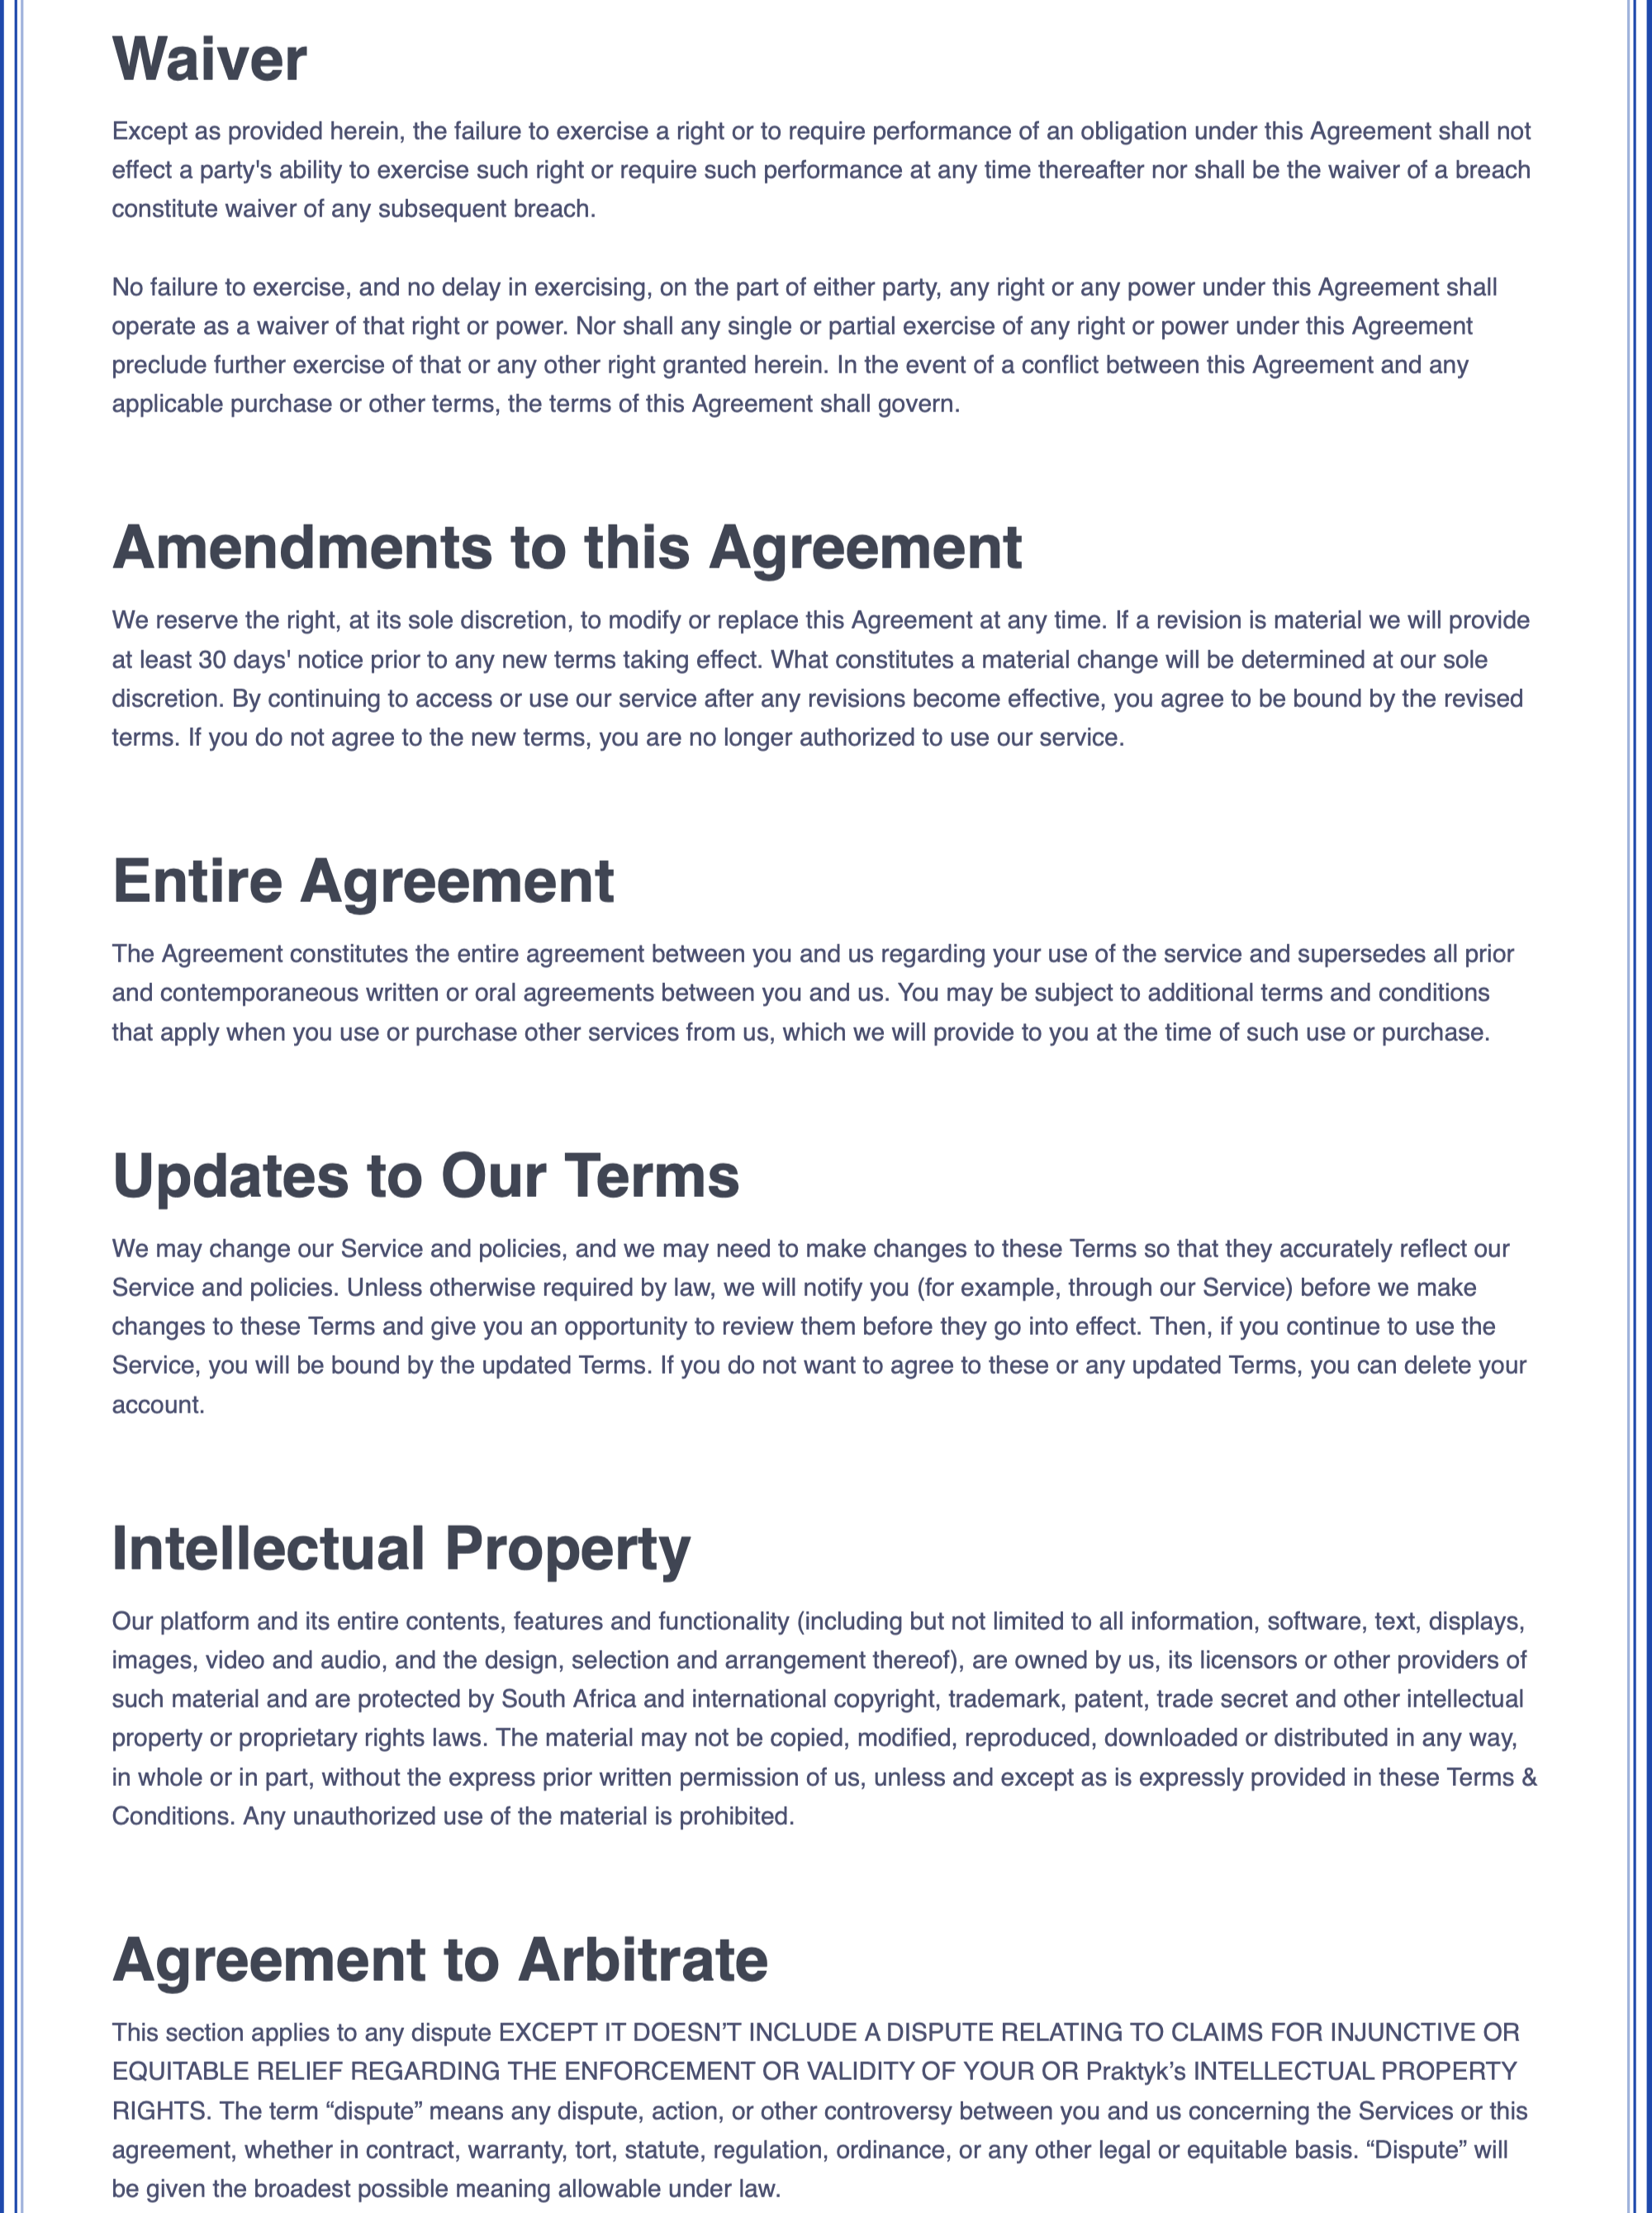 Waiver
Except as provided herein, the failure to exercise a right or to require performance of an obligation under this Agreement shall not
effect a party's ability to exercise such right or require such performance at any time thereafter nor shall be the waiver of a breach
constitute waiver of any subsequent breach.
No failure to exercise, and no delay in exercising, on the part of either party, any right or any power under this Agreement shall
operate as a waiver of that right or power. Nor shall any single or partial exercise of any right or power under this Agreement
preclude further exercise of that or any other right granted herein. In the event of a conflict between this Agreement and any
applicable purchase or other terms, the terms of this Agreement shall govern.
Amendments to this Agreement
We reserve the right, at its sole discretion, to modify or replace this Agreement at any time. If a revision is material we will provide
at least 30 days' notice prior to any new terms taking effect. What constitutes a material change will be determined at our sole
discretion. By continuing to access or use our service after any revisions become effective, you agree to be bound by the revised
terms. If you do not agree to the new terms, you are no longer authorized to use our service.
Entire Agreement
The Agreement constitutes the entire agreement between you and us regarding your use of the service and supersedes all prior
and contemporaneous written or oral agreements between you and us. You may be subject to additional terms and conditions
that apply when you use or purchase other services from us, which we will provide to you at the time of such use or purchase.
Updates to Our Terms
We may change our Service and policies, and we may need to make changes to these Terms so that they accurately reflect our
Service and policies. Unless otherwise required by law, we will notify you (for example, through our Service) before we make
changes to these Terms and give you an opportunity to review them before they go into effect. Then, if you continue to use the
Service, you will be bound by the updated Terms. If you do not want to agree to these or any updated Terms, you can delete your
account.
Intellectual Property
Our platform and its entire contents, features and functionality (including but not limited to all information, software, text, displays,
images, video and audio, and the design, selection and arrangement thereof), are owned by us, its licensors or other providers of
such material and are protected by South Africa and international copyright, trademark, patent, trade secret and other intellectual
property or proprietary rights laws. The material may not be copied, modified, reproduced, downloaded or distributed in any way,
in whole or in part, without the express prior written permission of us, unless and except as is expressly provided in these Terms &
Conditions. Any unauthorized use of the material is prohibited.
Agreement to Arbitrate
This section applies to any dispute EXCEPT IT DOESN’T INCLUDE A DISPUTE RELATING TO CLAIMS FOR INJUNCTIVE OR
EQUITABLE RELIEF REGARDING THE ENFORCEMENT OR VALIDITY OF YOUR OR Praktyk’s INTELLECTUAL PROPERTY
RIGHTS. The term “dispute” means any dispute, action, or other controversy between you and us concerning the Services or this
agreement, whether in contract, warranty, tort, statute, regulation, ordinance, or any other legal or equitable basis. “Dispute” will
be given the broadest possible meaning allowable under law.